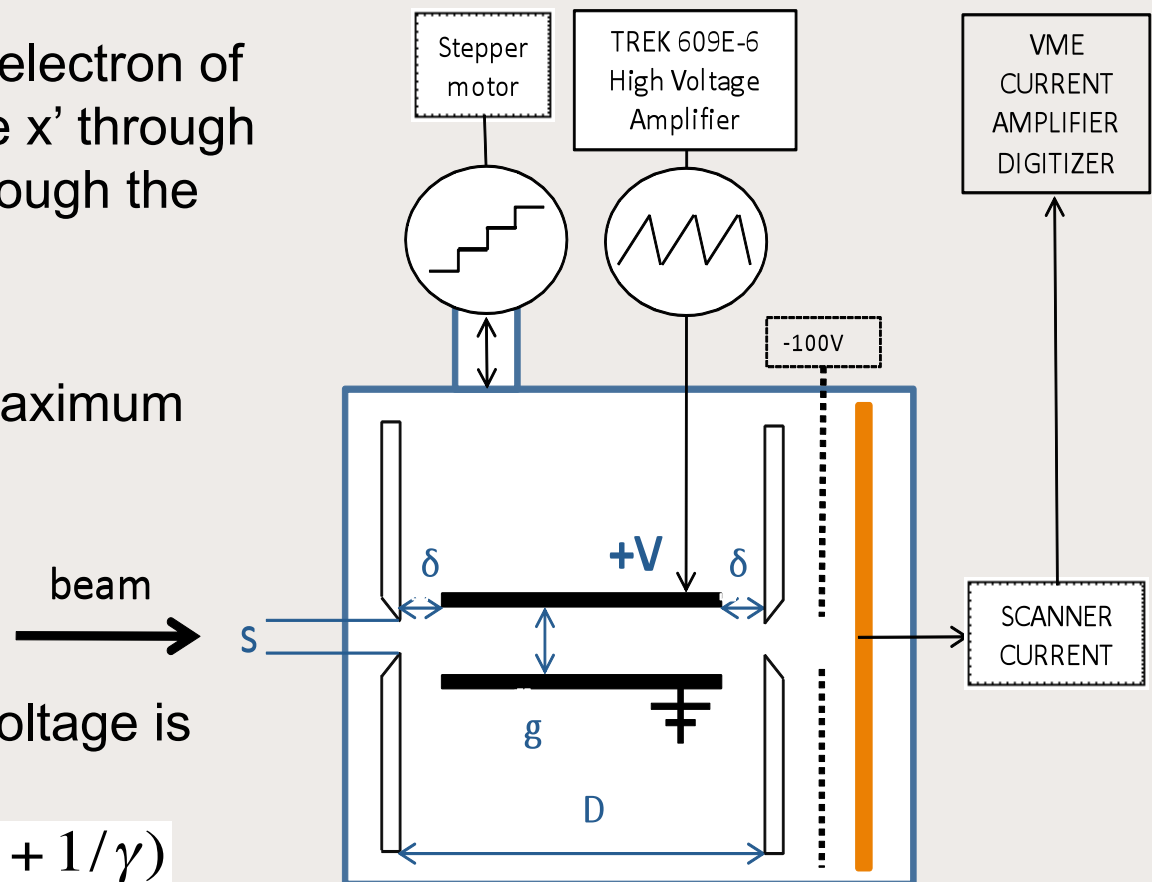 electron of
e x’ through
ough the
aximum
beam
oltage is
+ 1/γ)
Stepper
motor
TREK 609E-6
High Voltage
Amplifier
VME
CURRENT
AMPLIFIER
DIGITIZER
-100V
δ
+V
δ
s
g
D
SCANNER
CURRENT